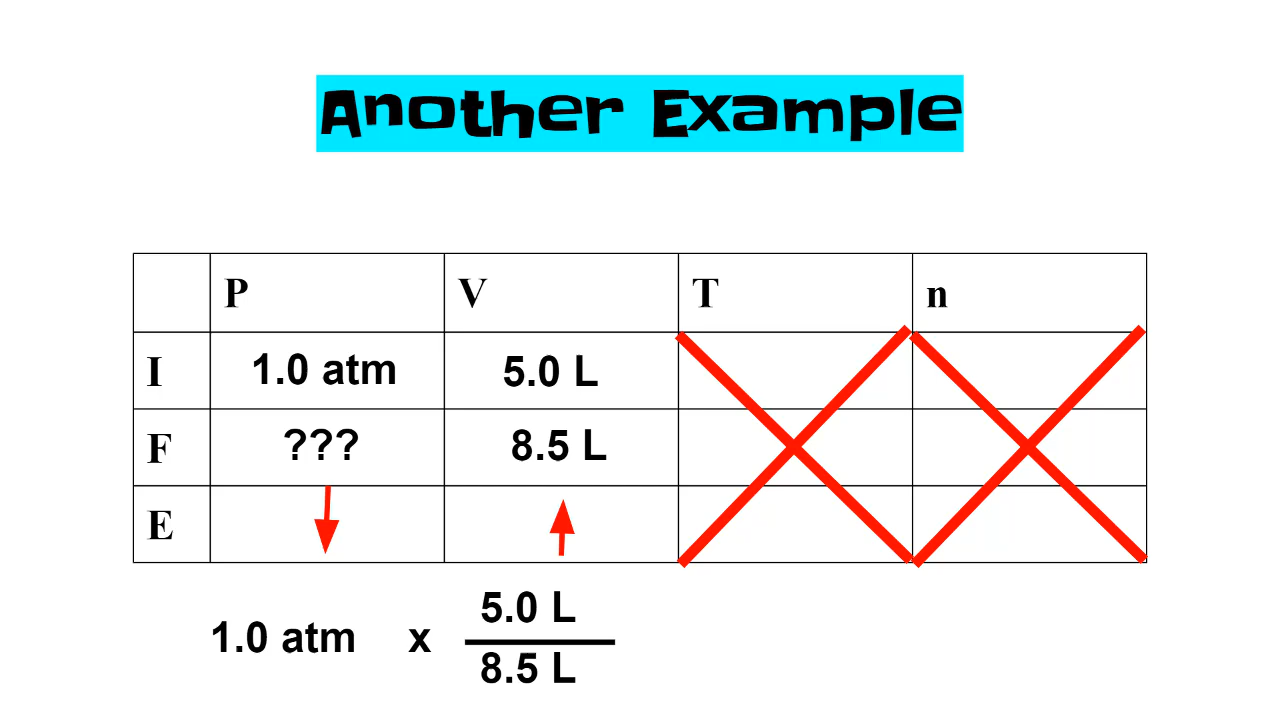 Another Example
P V T n
I 1.0 atm 5.0 L
F ??? 8.5 L
E
5.0 L
1.0 atm x
8.5 L